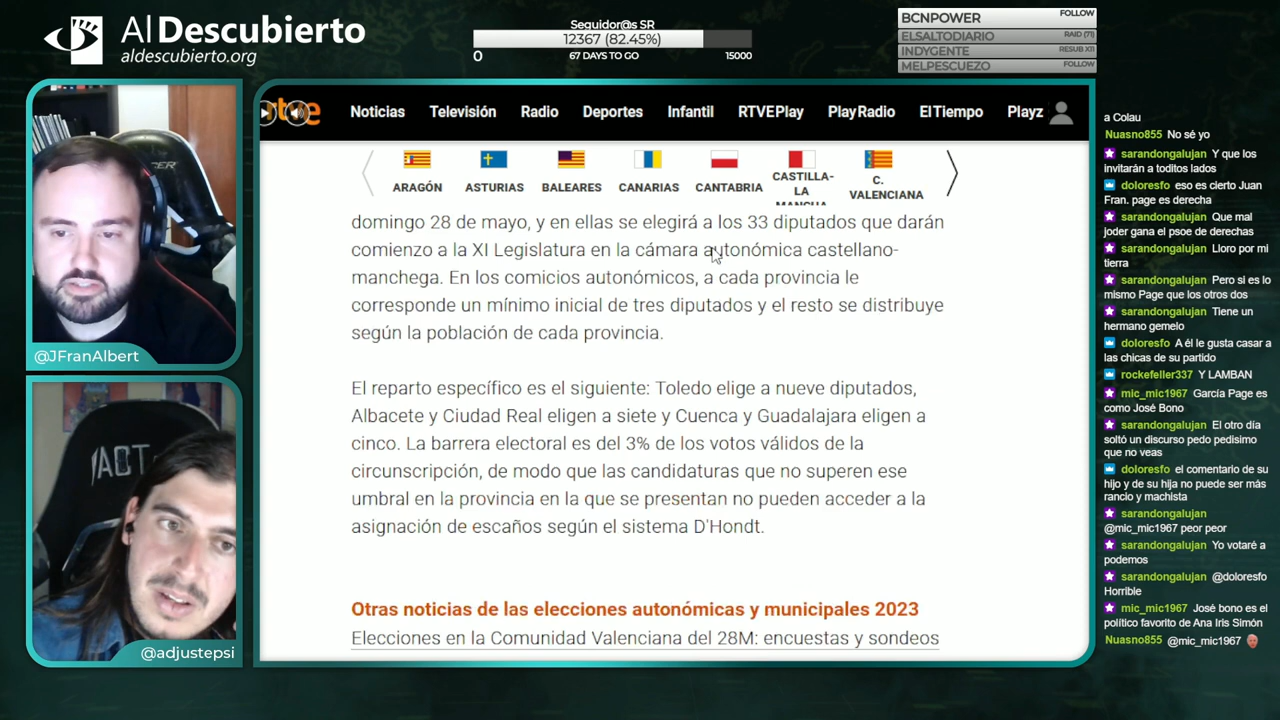 Al Descubierto
aldescubierto.org
Seguidor@s SR
12367 (82.45%)
0
67 DAYS TO GO
15000
BCNPOWER FOLLOW
ELSALTODIARIO RAID (71)
INDYGENTE RESUB X11
MELPESCUEZO FOLLOW
@JFranAlbert
@adjustepsi
rtve
Noticias Televisión Radio Deportes Infantil RTVEPlay PlayRadio ElTiempo Playz
ARAGÓN
ASTURIAS
BALEARES
CANARIAS
CANTABRIA
CASTILLA-
LA
MANCHA
C.
VALENCIANA
domingo 28 de mayo, y en ellas se elegirá a los 33 diputados que darán
comienzo a la XI Legislatura en la cámara autonómica castellano-
manchega. En los comicios autonómicos, a cada provincia le
corresponde un mínimo inicial de tres diputados y el resto se distribuye
según la población de cada provincia.
El reparto específico es el siguiente: Toledo elige a nueve diputados,
Albacete y Ciudad Real eligen a siete y Cuenca y Guadalajara eligen a
cinco. La barrera electoral es del 3% de los votos válidos de la
circunscripción, de modo que las candidaturas que no superen ese
umbral en la provincia en la que se presentan no pueden acceder a la
asignación de escaños según el sistema D'Hondt.
Otras noticias de las elecciones autonómicas y municipales 2023
Elecciones en la Comunidad Valenciana del 28M: encuestas y sondeos
a Colau
Nuasno855 No sé yo
sarandongalujan Y que los
invitarán a toditos lados
doloresfo eso es cierto Juan
Fran. page es derecha
sarandongalujan Que mal
joder gana el psoe de derechas
sarandongalujan Lloro por mi
tierra
sarandongalujan Pero si es lo
mismo Page que los otros dos
sarandongalujan Tiene un
hermano gemelo
doloresfo A él le gusta casar a
las chicas de su partido
rockefeller337 Y LAMBAN
mic_mic1967 García Page es
como José Bono
sarandongalujan El otro día
soltó un discurso pedo pedisimo
que no veas
doloresfo el comentario de su
hijo y de su hija no puede ser más
rancio y machista
sarandongalujan
@mic_mic1967 peor peor
sarandongalujan Yo votaré a
podemos
sarandongalujan @doloresfo
Horrible
mic_mic1967 José bono es el
político favorito de Ana Iris Simón
Nuasno855 @mic_mic1967